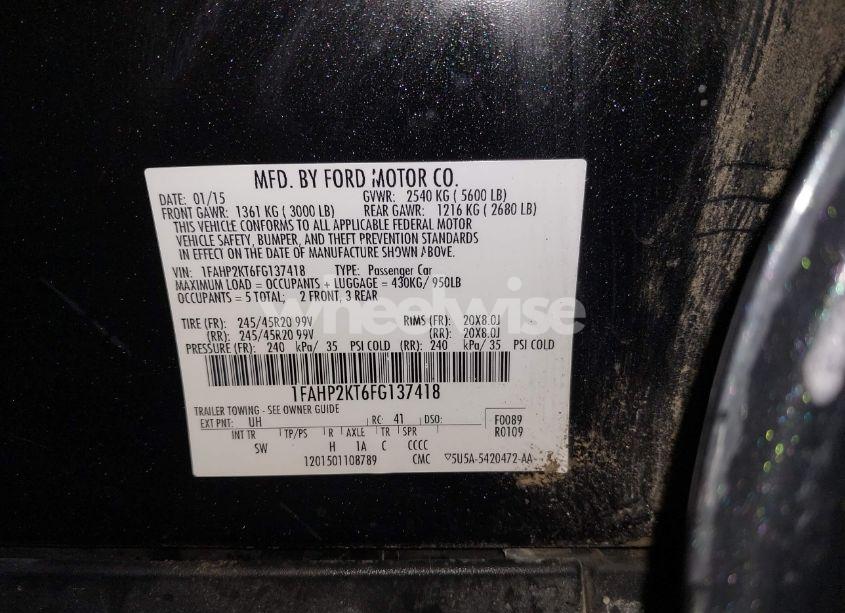 MFD. BY FORD MOTOR CO.
DATE: 01/15 GVWR: 2540 KG ( 5600 LB)
FRONT GAWR: 1361 KG ( 3000 LB) REAR GAWR: 1216 KG ( 2680 LB)
THIS VEHICLE CONFORMS TO ALL APPLICABLE FEDERAL MOTOR
VEHICLE SAFETY, BUMPER, AND THEFT PREVENTION STANDARDS
IN EFFECT ON THE DATE OF MANUFACTURE SHOWN ABOVE.
VIN: 1FAHP2KT6FG137418 TYPE: Passenger Car
MAXIMUM LOAD = OCCUPANTS + LUGGAGE = 430KG/ 950LB
OCCUPANTS = 5 TOTAL: 2 FRONT, 3 REAR
wheelwise
TIRE (FR): 245/45R20 99V RIMS (FR): 20X8.0J
(RR): 245/45R20 99V (RR): 20X8.0J
PRESSURE (FR): 240 kPa/ 35 PSI COLD (RR): 240 kPa/ 35 PSI COLD
1FAHP2KT6FG137418
TRAILER TOWING - SEE OWNER GUIDE
EXT PNT: UH RC: 41 DSO: F0089
INT TR TP/PS R AXLE TR SPR R0109
SW H 1A C CCCC
1201501108789 CMC 5U5A-5420472-AA